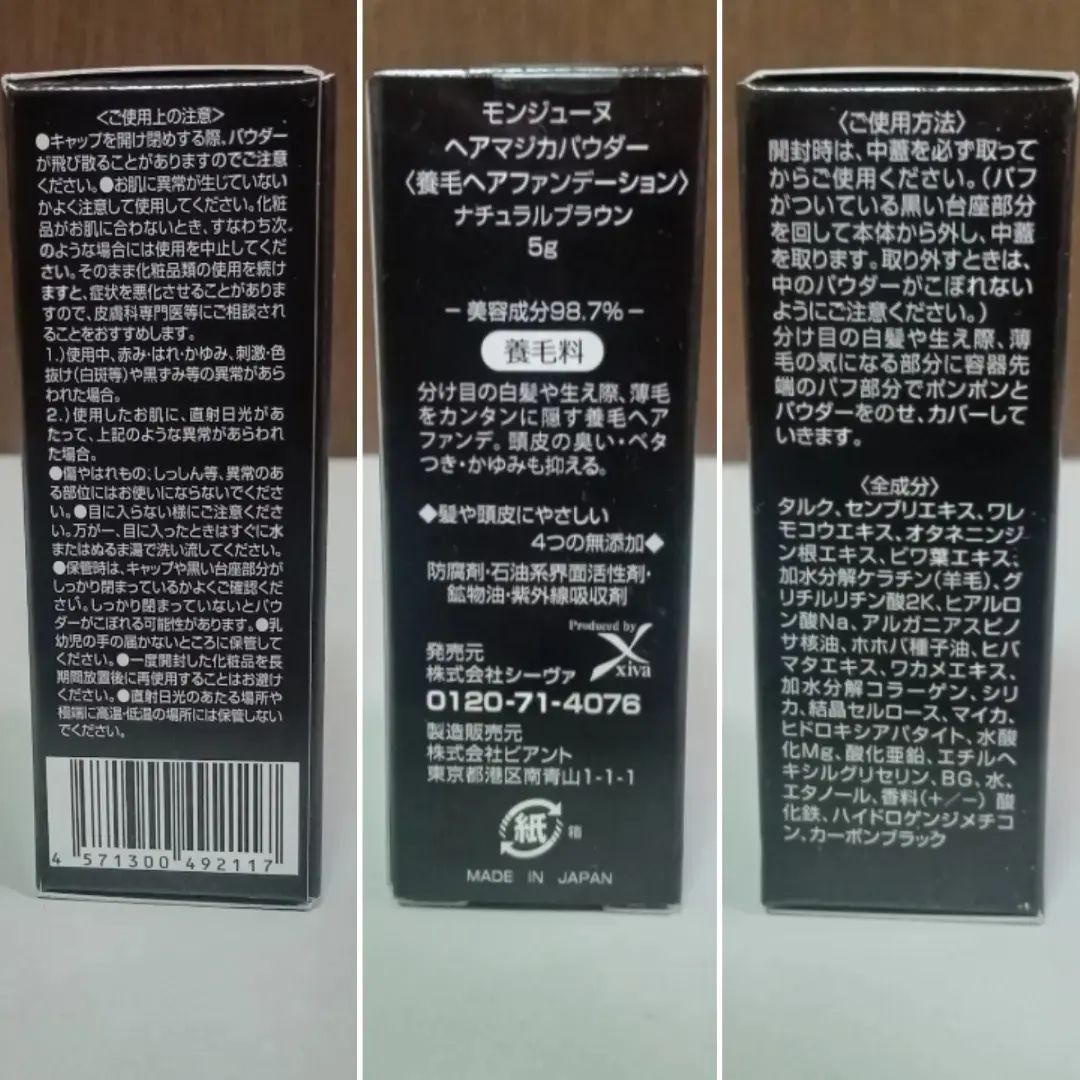 〈ご使用上の注意〉
●キャップを開け閉めする際、パウダー
が飛び散ることがありますのでご注意
ください。●お肌に異常が生じていない
かよく注意して使用してください。化粧
品がお肌に合わないとき、すなわち次
のような場合には使用を中止してくだ
さい。そのまま化粧品類の使用を続け
ますと、症状を悪化させることがありま
すので、皮膚科専門医等にご相談され
ることをおすすめします。
1.)使用中、赤み・はれ・かゆみ、刺激・色
抜け(白斑等)や黒ずみ等の異常があら
われた場合。
2.)使用したお肌に、直射日光があ
たって、上記のような異常があらわれ
た場合。
●傷やはれもの、しっしん等、異常のあ
る部位にはお使いにならないでくださ
い。●目に入らない様にご注意くださ
い。万が一、目に入ったときはすぐに水
またはぬるま湯で洗い流してください。
●保管時は、キャップや黒い台座部分が
しっかり閉まっているかよくご確認くだ
さい。しっかり閉まっていないとパウ
ダーがこぼれる可能性があります。●乳
幼児の手の届かないところに保管して
ください。●一度開封した化粧品を長
期間放置後に再使用することはお避け
ください。●直射日光のあたる場所や
極端に高温・低温の場所には保管しない
でください。
4 571300 492117
モンジューヌ
ヘアマジカパウダー
〈養毛ヘアファンデーション〉
ナチュラルブラウン
5g
－美容成分98.7%－
養毛料
分け目の白髪や生え際、薄毛
をカンタンに隠す養毛ヘア
ファンデ。頭皮の臭い・ベタ
つき・かゆみも抑える。
◆髪や頭皮にやさしい
4つの無添加◆
防腐剤・石油系界面活性剤・
鉱物油・紫外線吸収剤
Produced by
xiva
発売元
株式会社シーヴァ
0120-71-4076
製造販売元
株式会社ビアント
東京都港区南青山1-1-1
紙 箱
MADE IN JAPAN
〈ご使用方法〉
開封時は、中蓋を必ず取って
からご使用ください。(パフ
がついている黒い台座部分
を回して本体から外し、中蓋
を取ります。取り外すときは、
中のパウダーがこぼれない
ようにご注意ください。)
分け目の白髪や生え際、薄
毛の気になる部分に容器先
端のパフ部分でポンポンと
パウダーをのせ、カバーして
いきます。
〈全成分〉
タルク、センブリエキス、ワレ
モコウエキス、オタネニンジ
ン根エキス、ビワ葉エキス、
加水分解ケラチン(羊毛)、グ
リチルリチン酸2K、ヒアルロ
ン酸Na、アルガニアスピノ
サ核油、ホホバ種子油、ヒバ
マタエキス、ワカメエキス、
加水分解コラーゲン、シリ
カ、結晶セルロース、マイカ、
ヒドロキシアパタイト、水酸
化Mg、酸化亜鉛、エチルヘ
キシルグリセリン、BG、水、
エタノール、香料(+/−) 酸
化鉄、ハイドロゲンジメチコ
ン、カーボンブラック